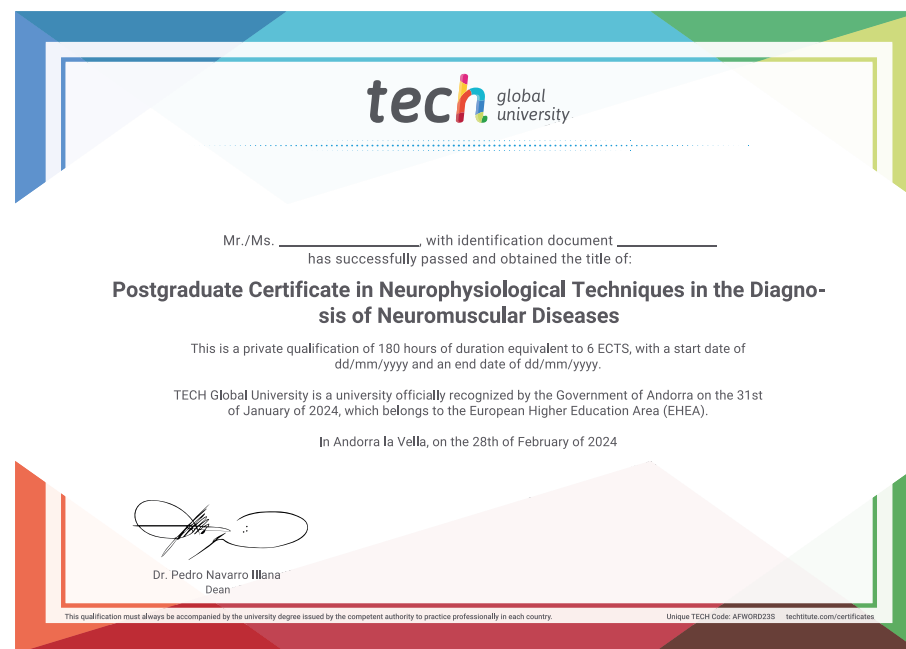 tech global
university
Mr./Ms. ____________, with identification document ____________
has successfully passed and obtained the title of:
Postgraduate Certificate in Neurophysiological Techniques in the Diagno-
sis of Neuromuscular Diseases
This is a private qualification of 180 hours of duration equivalent to 6 ECTS, with a start date of
dd/mm/yyyy and an end date of dd/mm/yyyy.
TECH Global University is a university officially recognized by the Government of Andorra on the 31st
of January of 2024, which belongs to the European Higher Education Area (EHEA).
In Andorra la Vella, on the 28th of February of 2024
Dr. Pedro Navarro Illana
Dean
This qualification must always be accompanied by the university degree issued by the competent authority to practice professionally in each country. Unique TECH Code: AFWORD23S techtitute.com/certificates